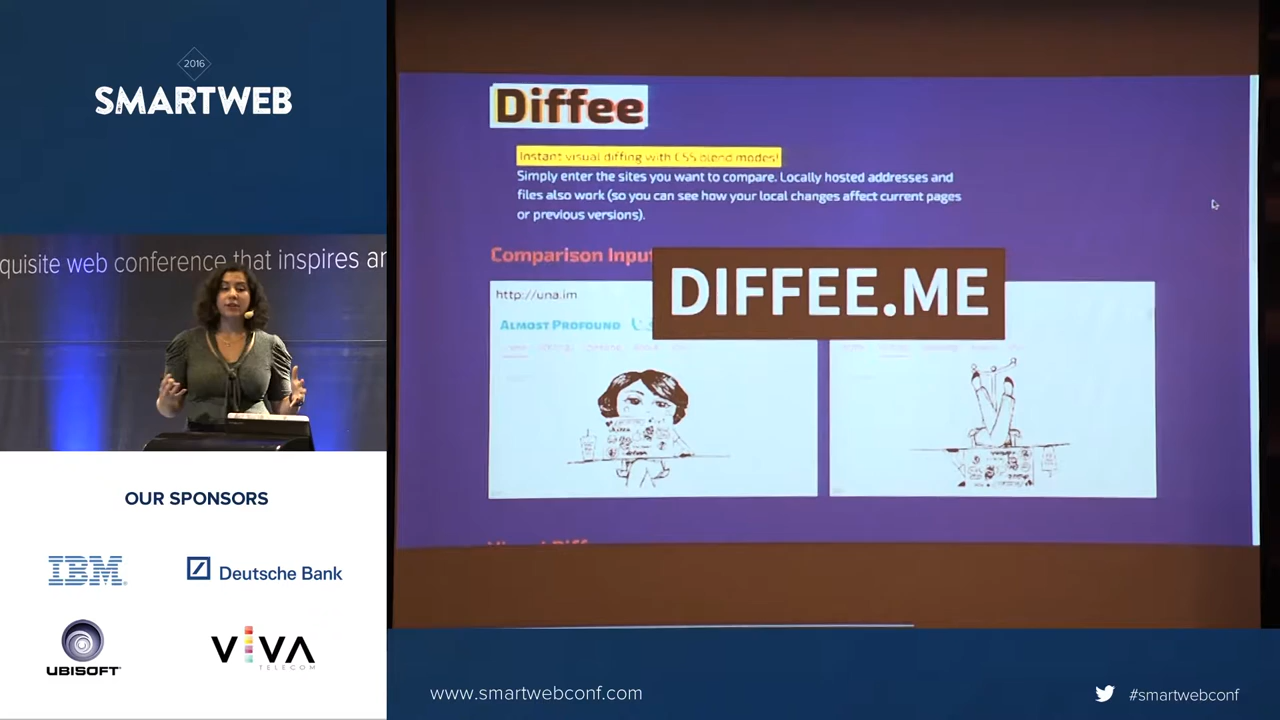 2016
SMARTWEB
quisite web conference that inspires an
OUR SPONSORS
IBM
Deutsche Bank
UBISOFT
VIVA
TELECOM
Diffee
Instant visual diffing with CSS blend modes!
Simply enter the sites you want to compare. Locally hosted addresses and
files also work (so you can see how your local changes affect current pages
or previous versions).
Comparison Input
DIFFEE.ME
http://una.im
ALMOST PROFOUND
www.smartwebconf.com
#smartwebconf